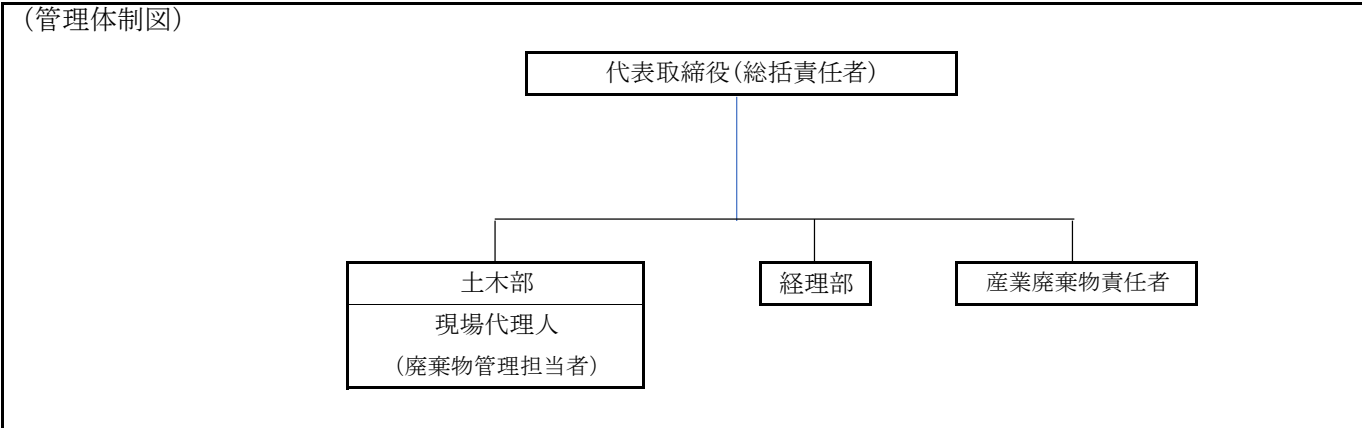 （管理体制図）
代表取締役（総括責任者）
土木部
現場代理人
（廃棄物管理担当者）
経理部
産業廃棄物責任者